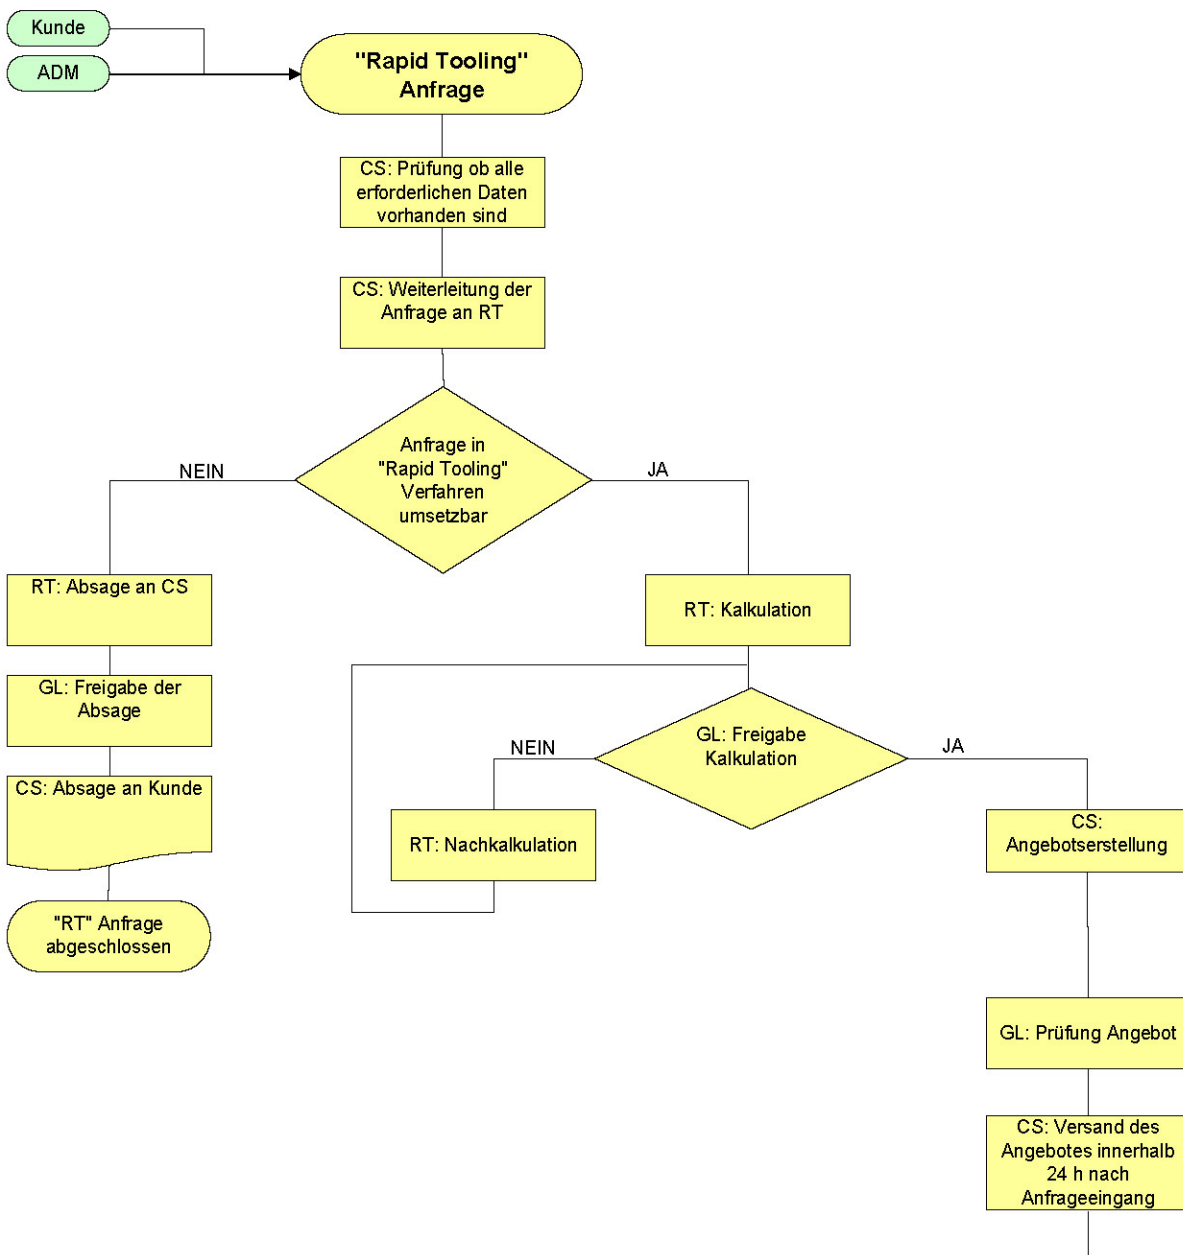 Kunde
ADM
"Rapid Tooling"
Anfrage
CS: Prüfung ob alle
erforderlichen Daten
vorhanden sind
CS: Weiterleitung der
Anfrage an RT
Anfrage in
"Rapid Tooling"
Verfahren
umsetzbar
NEIN
JA
RT: Absage an CS
GL: Freigabe der
Absage
CS: Absage an Kunde
"RT" Anfrage
abgeschlossen
RT: Kalkulation
GL: Freigabe
Kalkulation
NEIN
JA
RT: Nachkalkulation
CS:
Angebotserstellung
GL: Prüfung Angebot
CS: Versand des
Angebotes innerhalb
24 h nach
Anfrageeingang